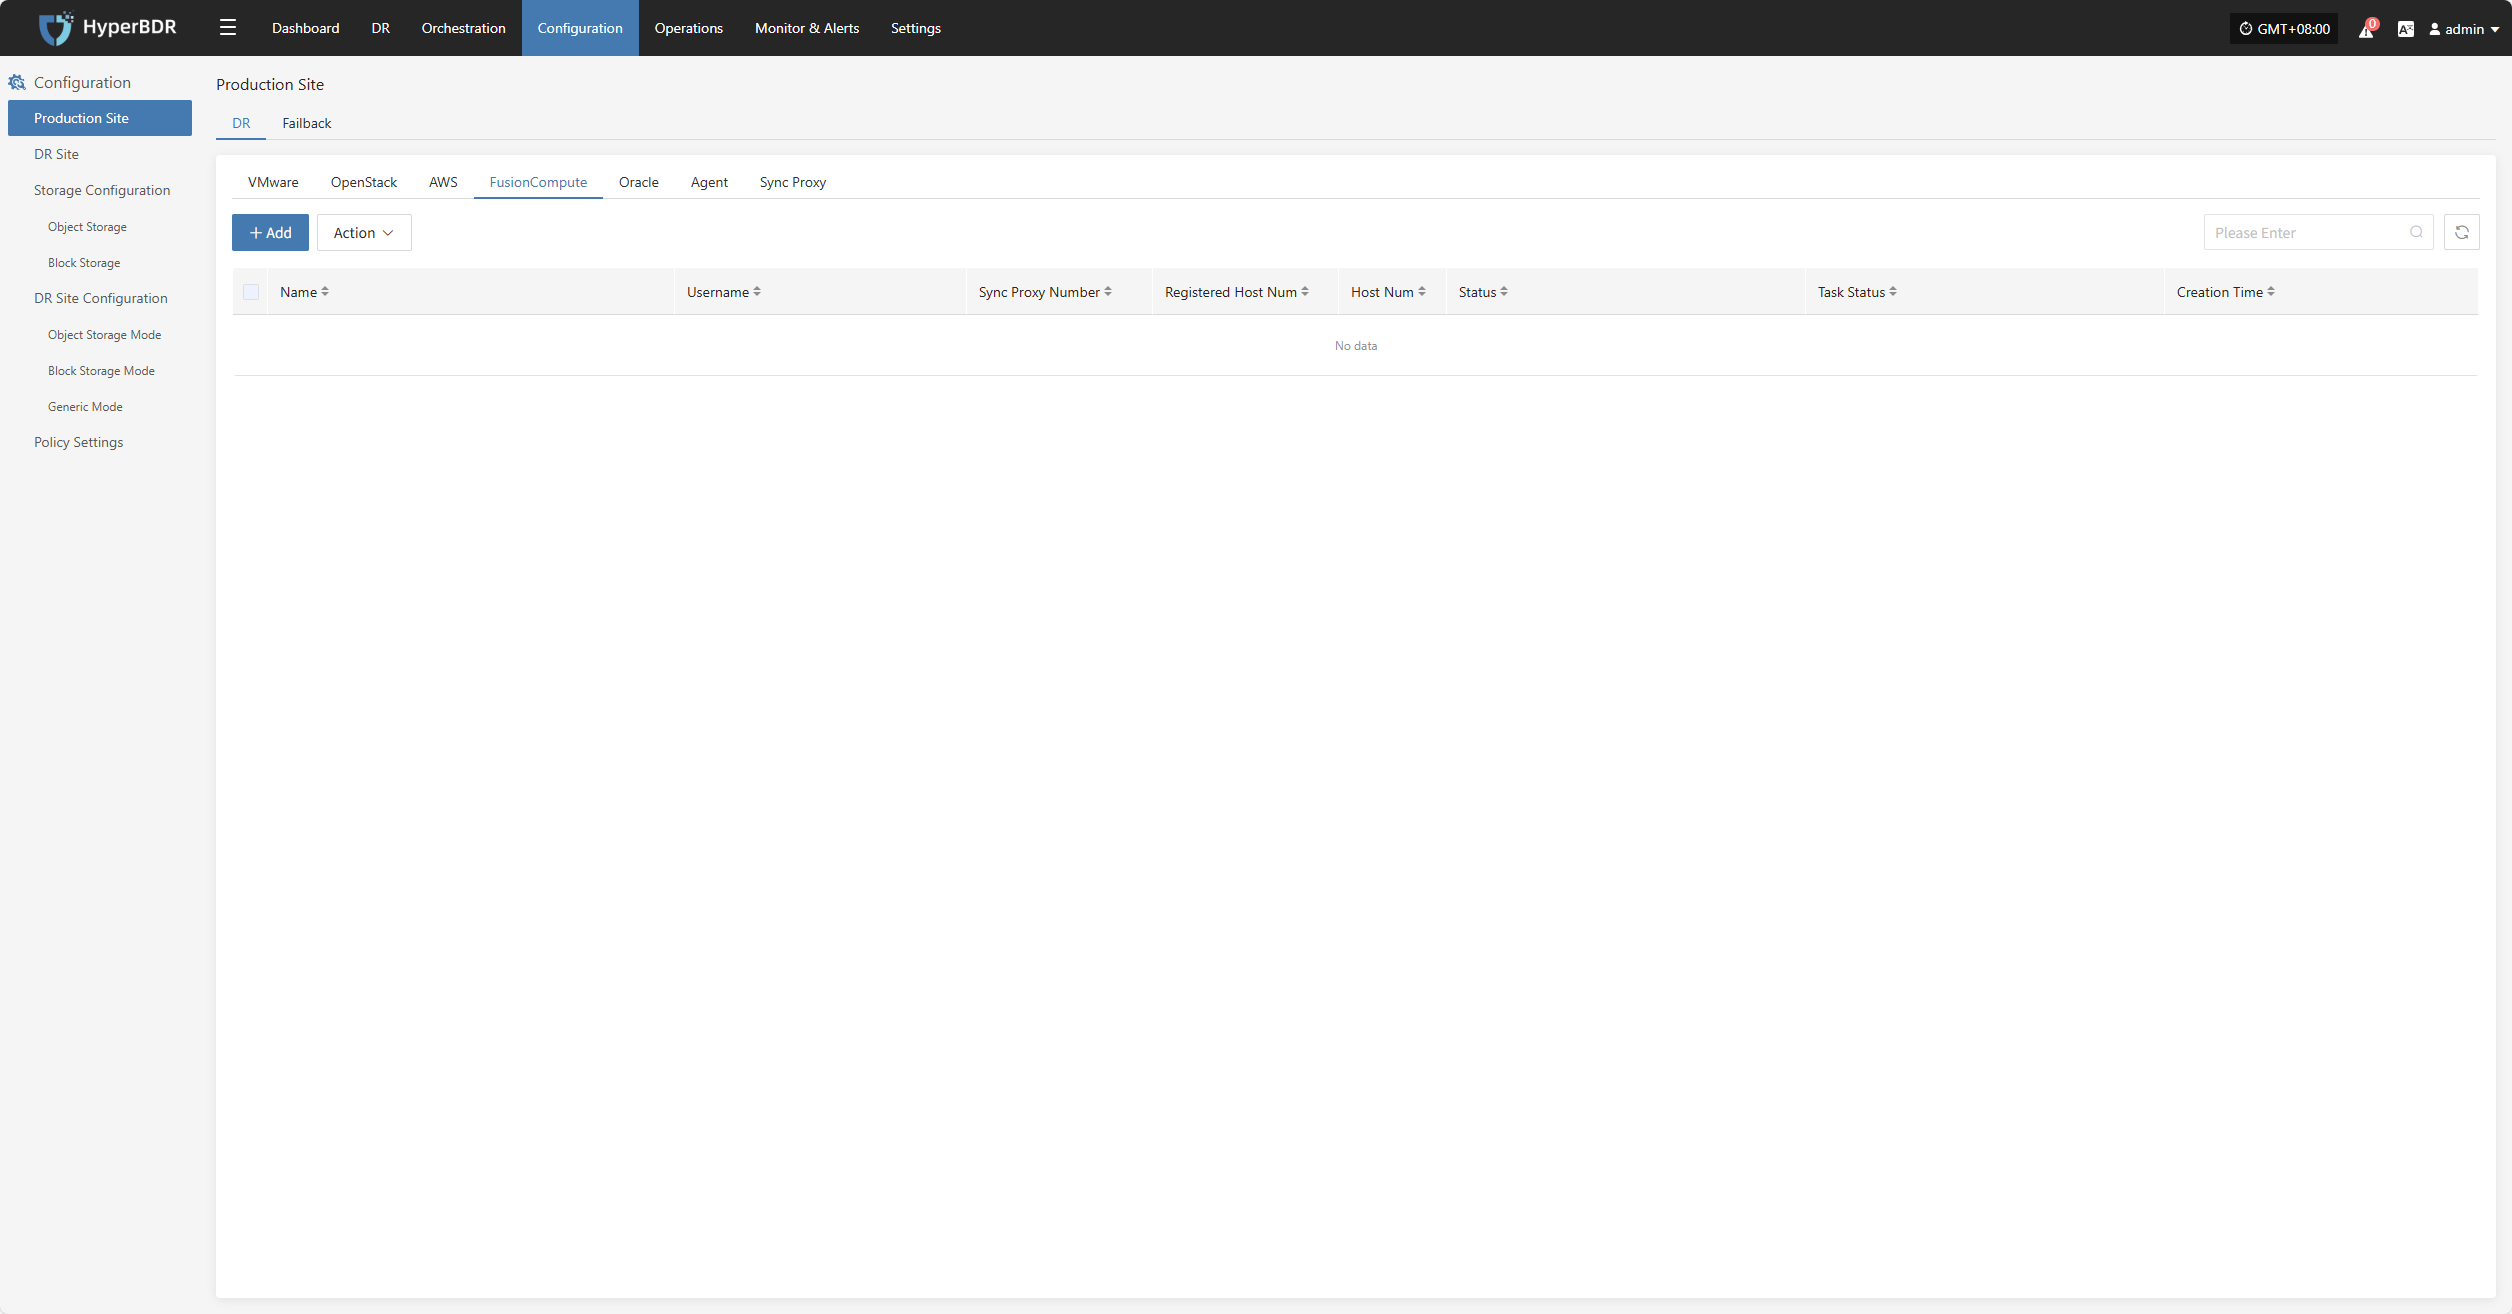 HyperBDR Dashboard DR Orchestration Configuration Operations Monitor & Alerts Settings GMT+08:00 0 admin
Configuration
Production Site
DR Site
Storage Configuration
Object Storage
Block Storage
DR Site Configuration
Object Storage Mode
Block Storage Mode
Generic Mode
Policy Settings
Production Site
DR Failback
VMware OpenStack AWS FusionCompute Oracle Agent Sync Proxy
+ Add Action Please Enter
Name Username Sync Proxy Number Registered Host Num Host Num Status Task Status Creation Time
No data